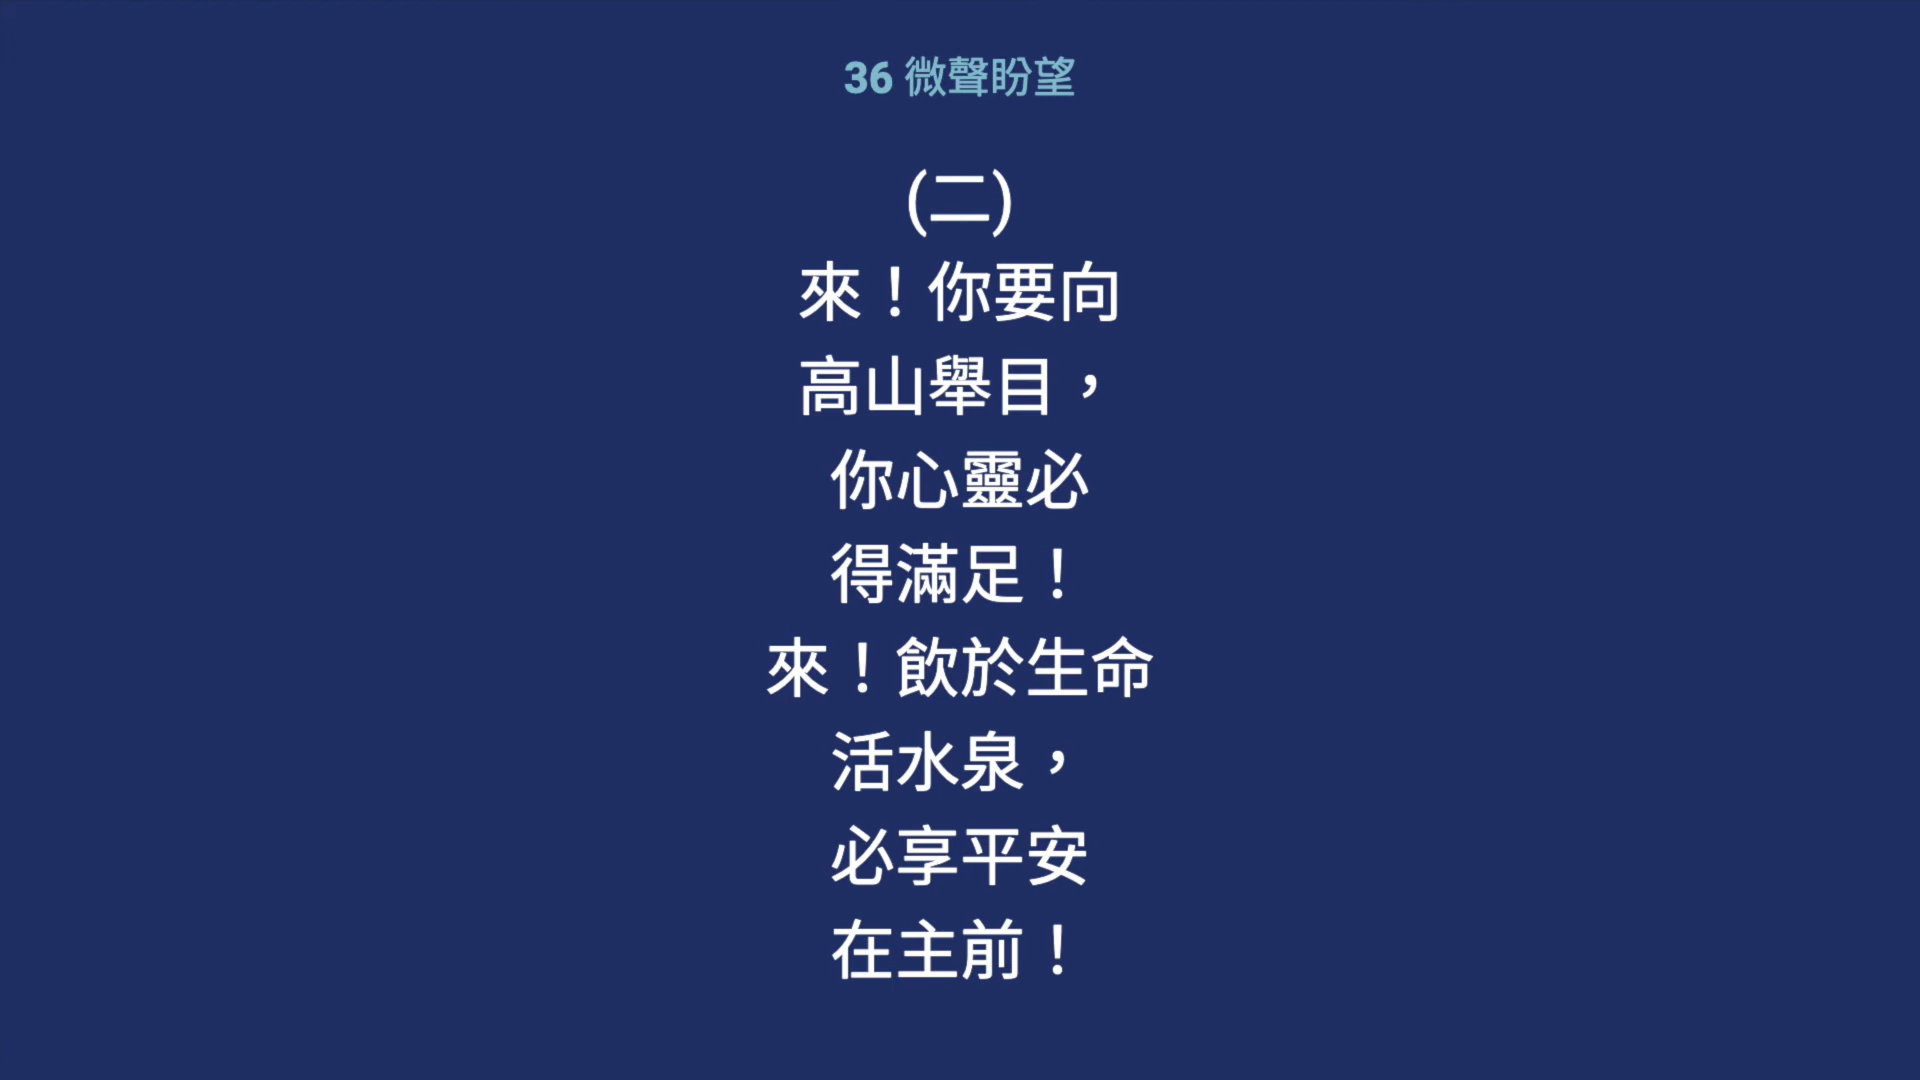 36 微聲盼望
(二)
來！你要向
高山舉目，
你心靈必
得滿足！
來！飲於生命
活水泉，
必享平安
在主前！